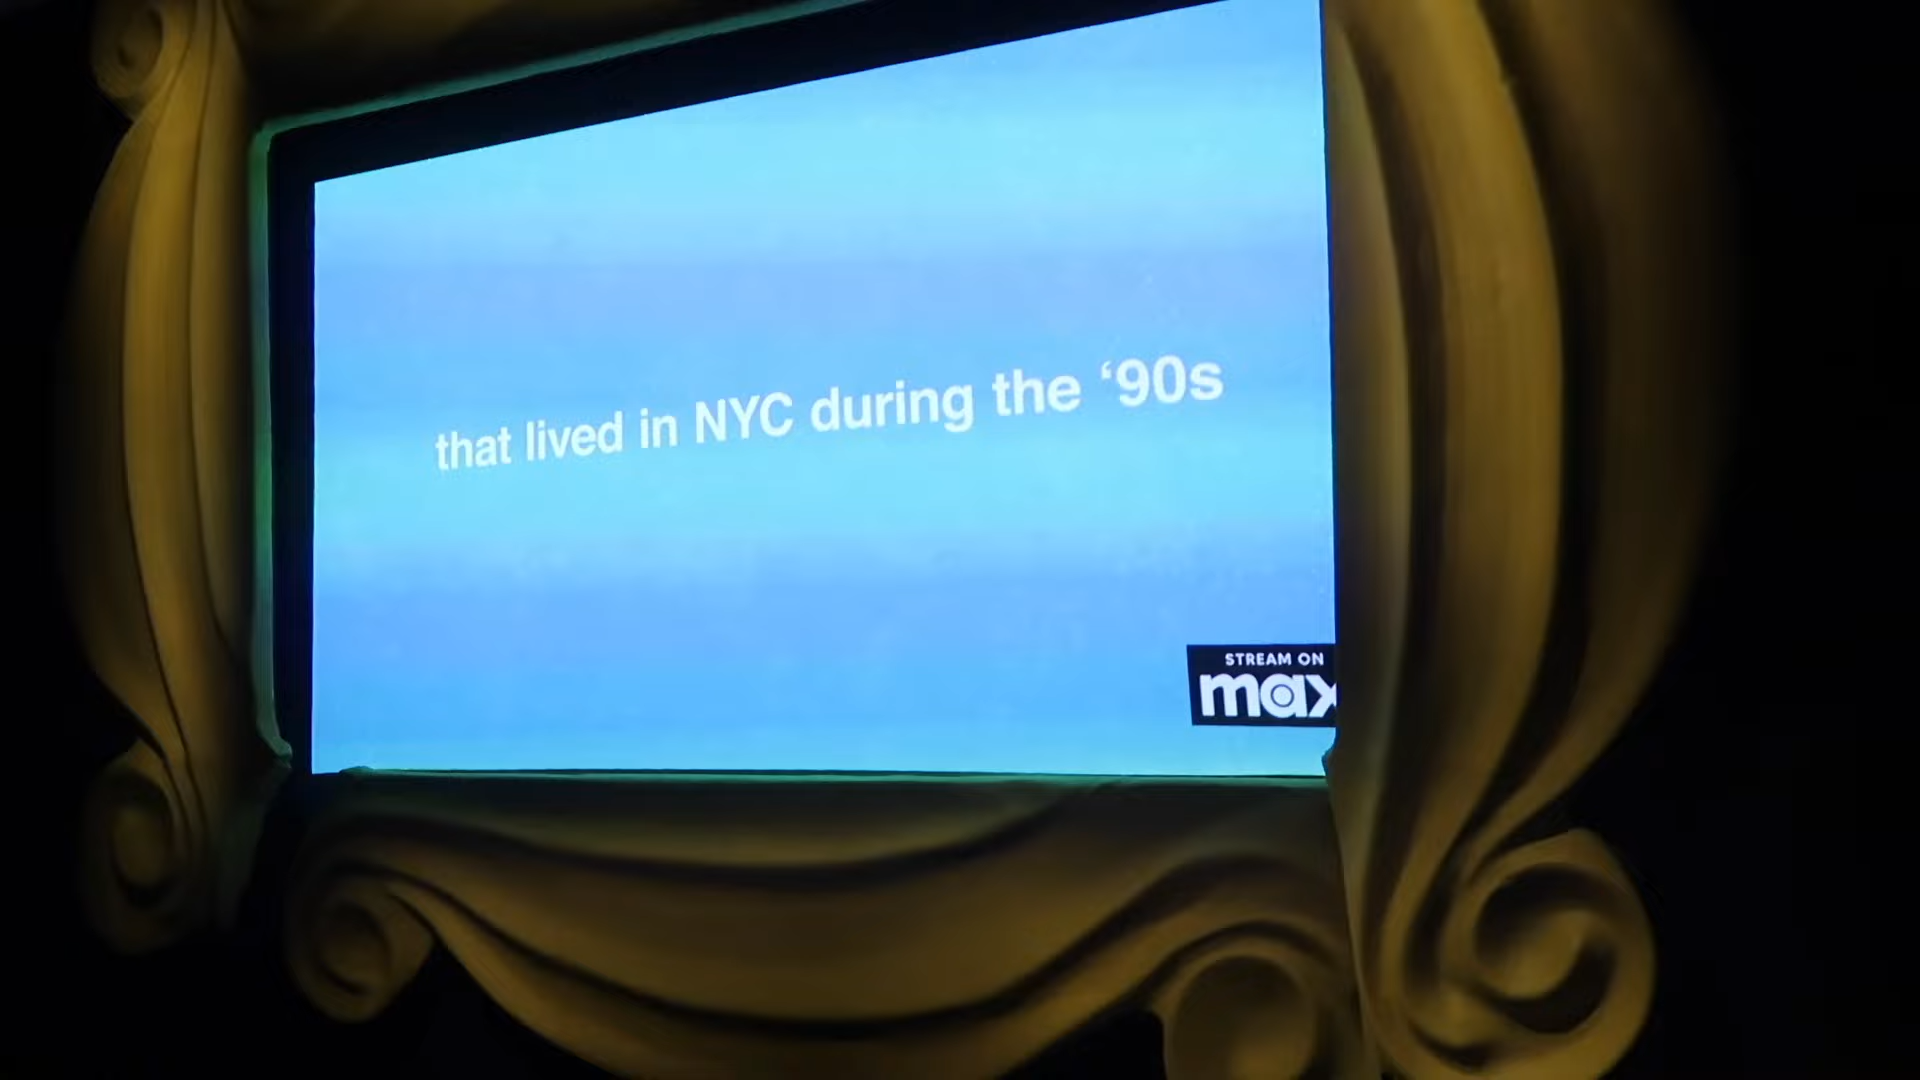 that lived in NYC during the ‘90s
STREAM ON
max